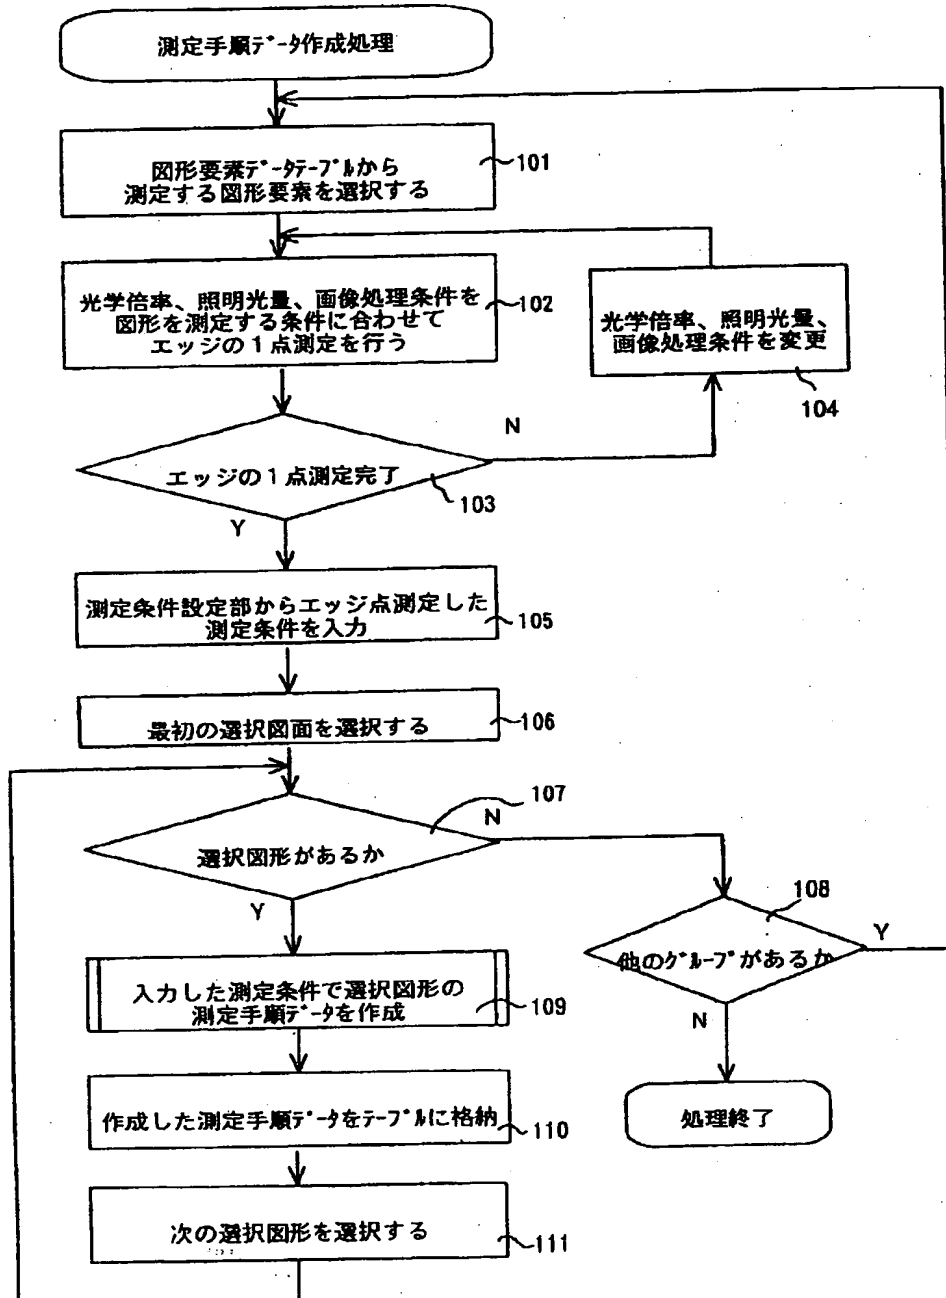 測定手順ﾃﾞｰﾀ作成処理
図形要素ﾃﾞｰﾀﾃｰﾌﾞﾙから
測定する図形要素を選択する
101
光学倍率、照明光量、画像処理条件を
図形を測定する条件に合わせて
エッジの1点測定を行う
102
光学倍率、照明光量、
画像処理条件を変更
104
エッジの1点測定完了
103
N
Y
測定条件設定部からエッジ点測定した
測定条件を入力
105
最初の選択図面を選択する
106
選択図形があるか
107
N
Y
他のｸﾞﾙｰﾌﾟがあるか
108
Y
N
入力した測定条件で選択図形の
測定手順ﾃﾞｰﾀを作成
109
作成した測定手順ﾃﾞｰﾀをﾃｰﾌﾞﾙに格納
110
処理終了
次の選択図形を選択する
111